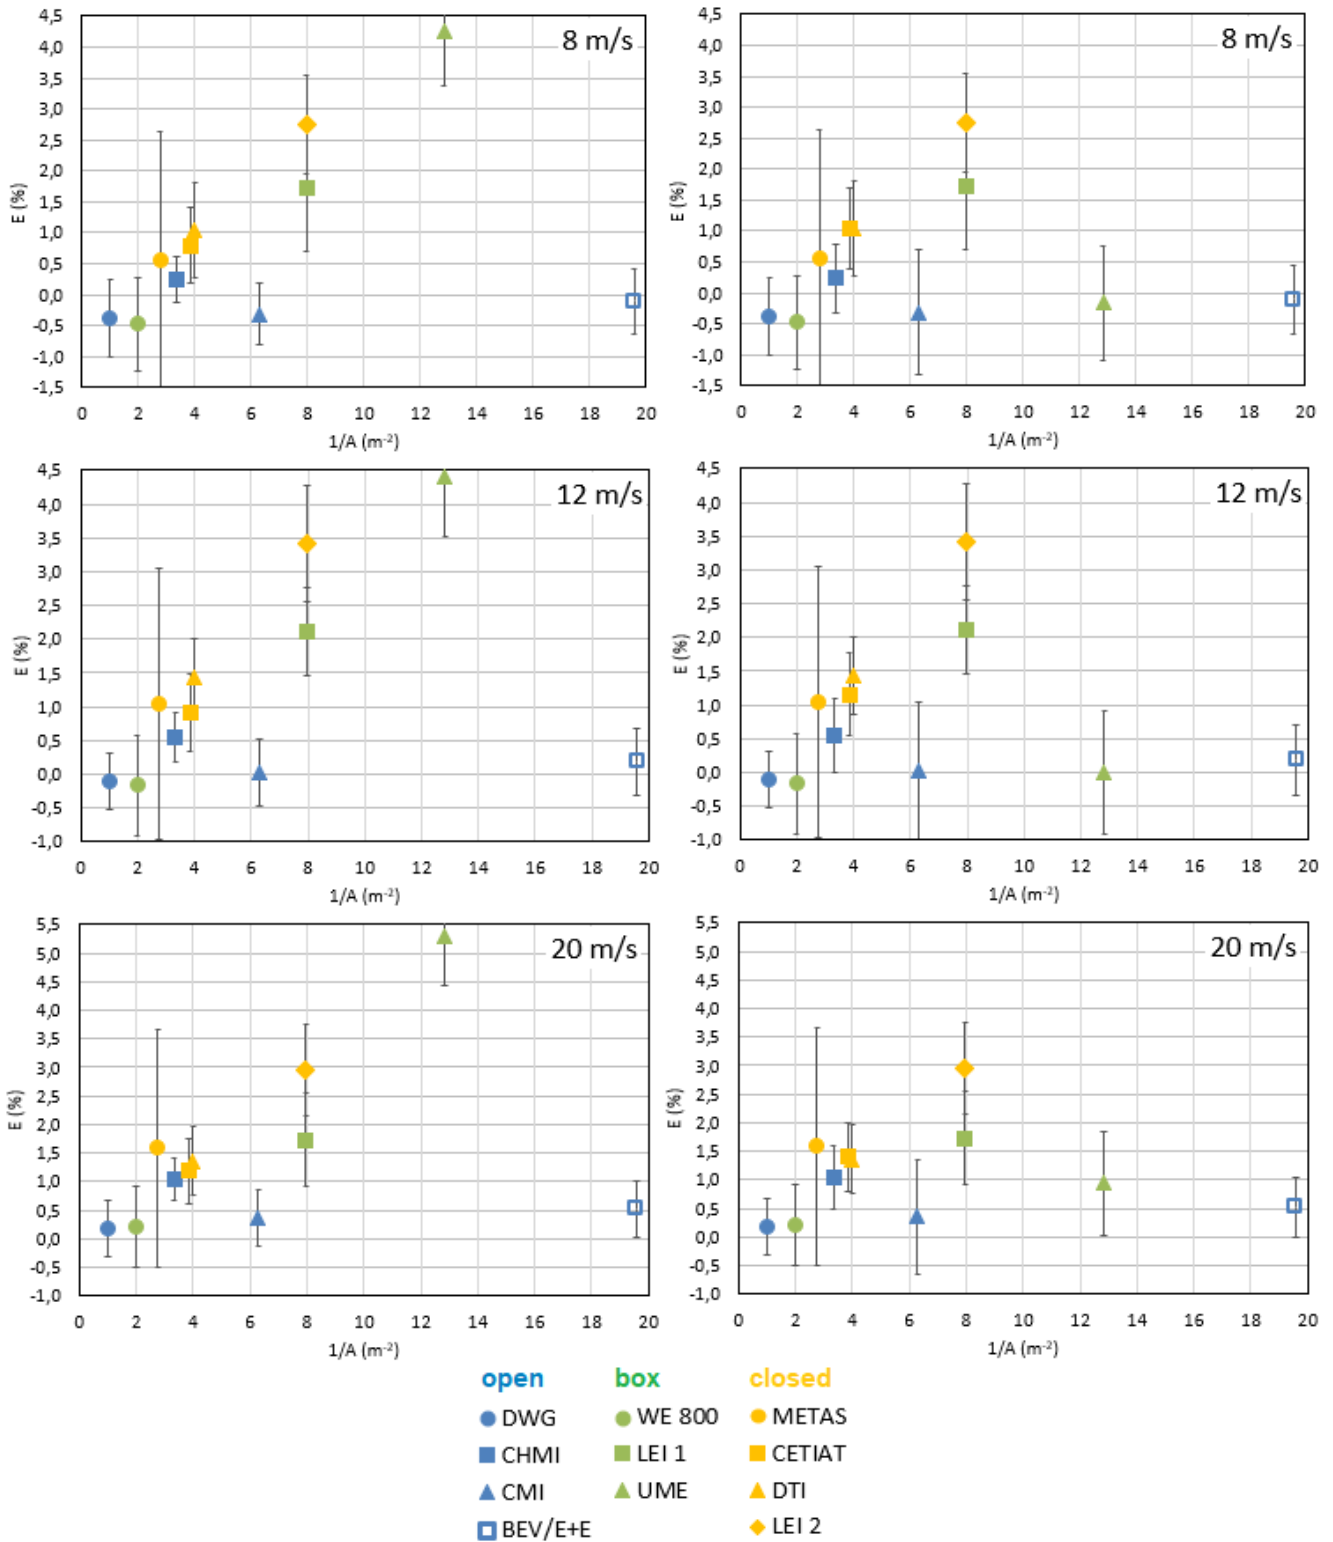 8 m/s
4,5
4,0
3,5
3,0
2,5
2,0
1,5
1,0
0,5
0,0
-0,5
-1,0
-1,5
E (%)
0 2 4 6 8 10 12 14 16 18 20
1/A (m⁻²)
8 m/s
4,5
4,0
3,5
3,0
2,5
2,0
1,5
1,0
0,5
0,0
-0,5
-1,0
-1,5
E (%)
0 2 4 6 8 10 12 14 16 18 20
1/A (m⁻²)
12 m/s
4,5
4,0
3,5
3,0
2,5
2,0
1,5
1,0
0,5
0,0
-0,5
-1,0
E (%)
0 2 4 6 8 10 12 14 16 18 20
1/A (m⁻²)
12 m/s
4,5
4,0
3,5
3,0
2,5
2,0
1,5
1,0
0,5
0,0
-0,5
-1,0
E (%)
0 2 4 6 8 10 12 14 16 18 20
1/A (m⁻²)
20 m/s
5,5
5,0
4,5
4,0
3,5
3,0
2,5
2,0
1,5
1,0
0,5
0,0
-0,5
-1,0
E (%)
0 2 4 6 8 10 12 14 16 18 20
1/A (m⁻²)
20 m/s
5,5
5,0
4,5
4,0
3,5
3,0
2,5
2,0
1,5
1,0
0,5
0,0
-0,5
-1,0
E (%)
0 2 4 6 8 10 12 14 16 18 20
1/A (m⁻²)
open box closed
DWG WE 800 METAS
CHMI LEI 1 CETIAT
CMI UME DTI
BEV/E+E LEI 2